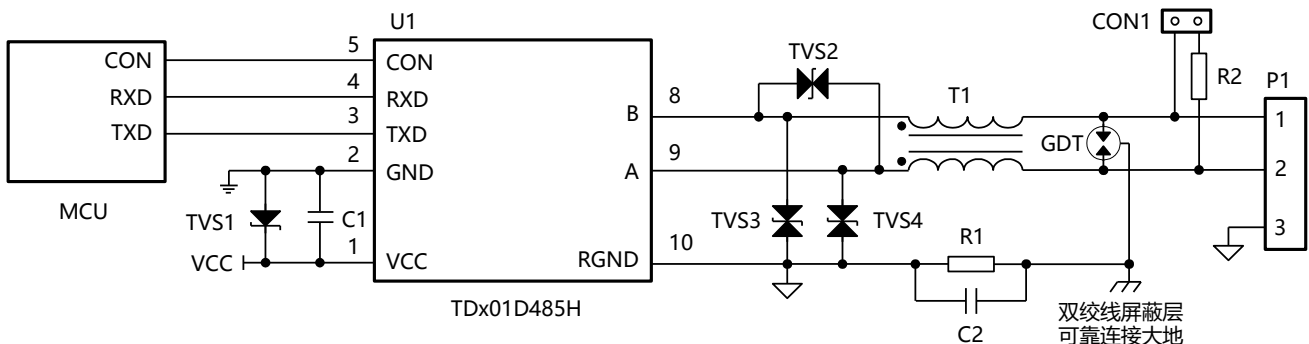 U1
CON1
MCU
CON
RXD
TXD
5
4
3
2
1
CON
RXD
TXD
GND
VCC
B
A
RGND
8
9
10
TDx01D485H
TVS1
C1
VCC
TVS2
TVS3
TVS4
T1
GDT
R2
P1
1
2
3
R1
C2
双绞线屏蔽层
可靠连接大地